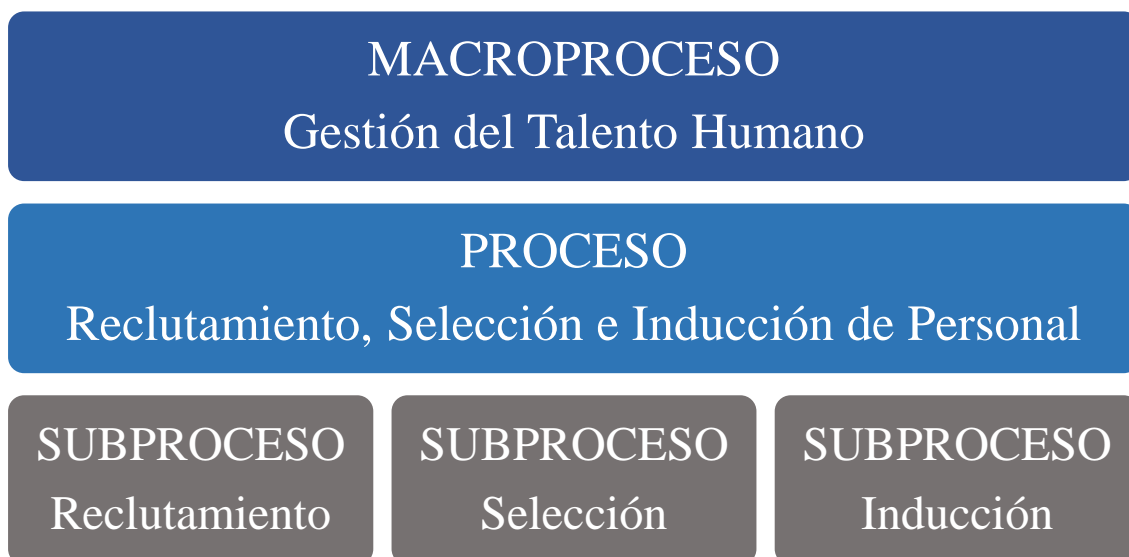 MACROPROCESO
Gestión del Talento Humano
PROCESO
Reclutamiento, Selección e Inducción de Personal
SUBPROCESO
Reclutamiento
SUBPROCESO
Selección
SUBPROCESO
Inducción